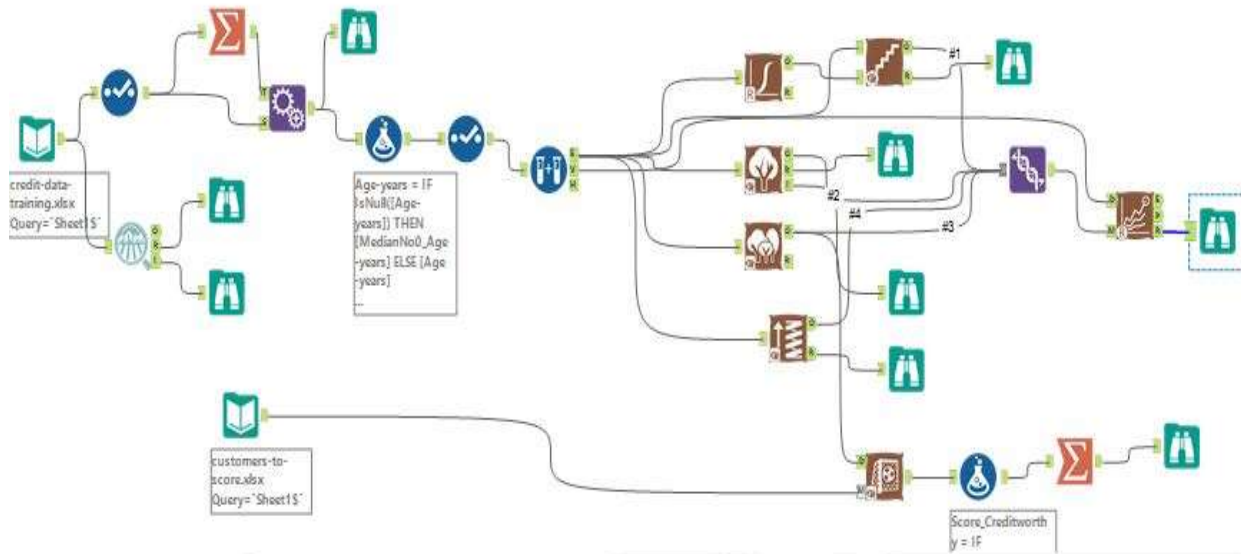 #1
credit-data-
training.xlsx
Query=`Sheet1$`
Age-years = IF
IsNull([Age-
years]) THEN
[MedianNo0_Age
-years] ELSE [Age
-years]
...
#2
#4
#3
customers-to-
score.xlsx
Query=`Sheet1$`
Score_Creditworth
y = IF